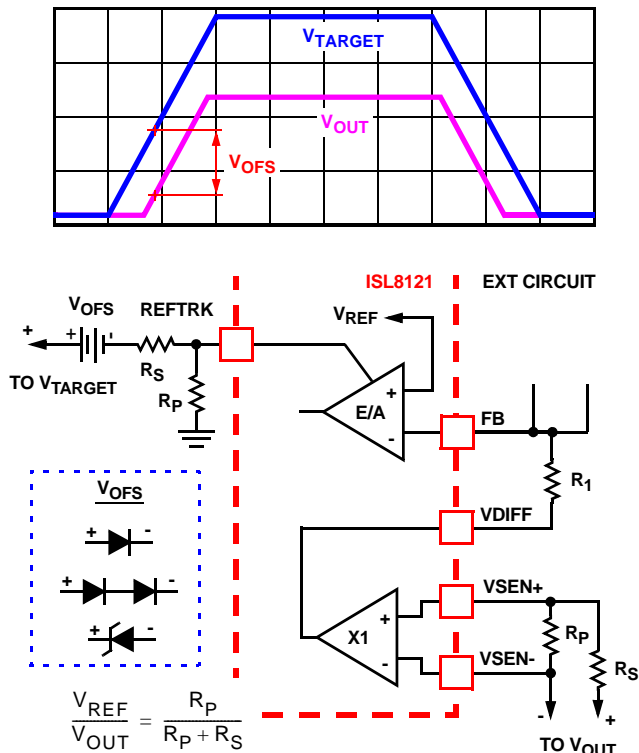 VTARGET
VOUT
VOFS
ISL8121 EXT CIRCUIT
VOFS REFTRK
VREF
+ + -
RS
TO VTARGET
RP
+
E/A
-
FB
R1
VOFS
VDIFF
+ -
+ -
+ -
VSEN+
+
X1
-
RP
VSEN-
RS
- +
TO VOUT
VREF/VOUT = RP/(RP + RS)